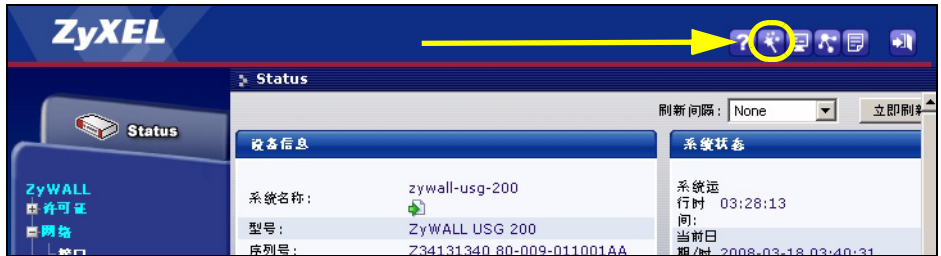 ZyXEL
?
Status
刷新间隔: None 立即刷新
Status
设备信息
系统状态
ZyWALL
许可证
网络
接口
系统名称: zywall-usg-200
型号: ZyWALL USG 200
序列号: Z34131340 80-009-011001AA
系统运
行时 03:28:13
间:
当前日
期/时 2008-03-18 03:40:31